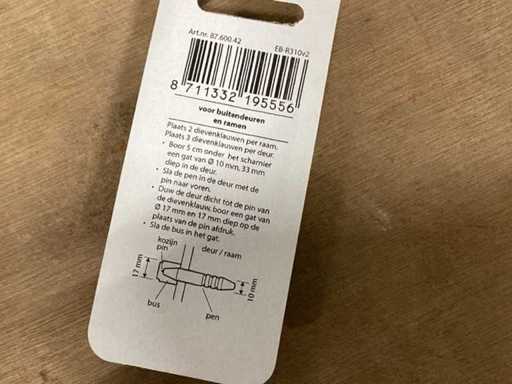 Art.nr. 87.600.42
EB-R310v2
8 711332 195556
voor buitendeuren
en ramen
Plaats 2 dievenklauwen per raam.
Plaats 3 dievenklauwen per deur.
• Boor 5 cm onder het scharnier
een gat van Ø 10 mm, 33 mm
diep in de deur.
• Sla de pen in de deur met de
pin naar voren.
• Duw de deur dicht tot de pin van
de dievenklauw, boor een gat van
Ø 17 mm en 17 mm diep op de
plaats van de pin afdruk.
• Sla de bus in het gat.
kozijn
pin
deur / raam
17 mm
10 mm
bus
pen